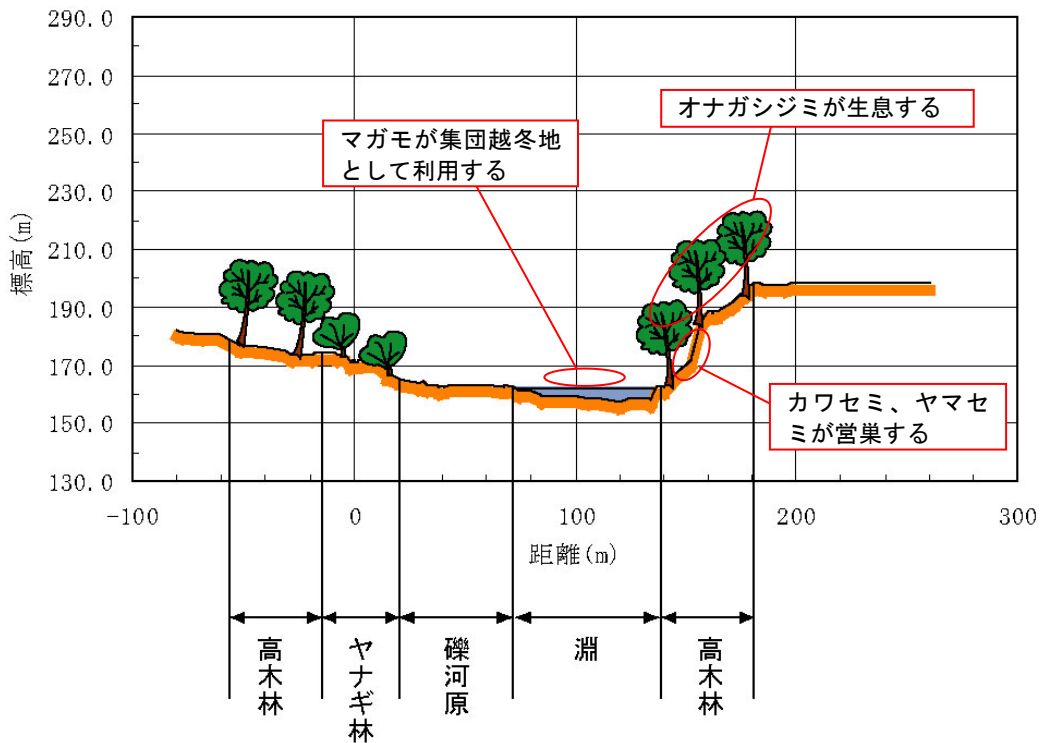 290.0
270.0
250.0
230.0
210.0
190.0
170.0
150.0
130.0
標高(m)
オナガシジミが生息する
マガモが集団越冬地
として利用する
カワセミ、ヤマセ
ミが営巣する
-100
0
100
200
300
距離(m)
高木林
ヤナギ林
礫河原
淵
高木林